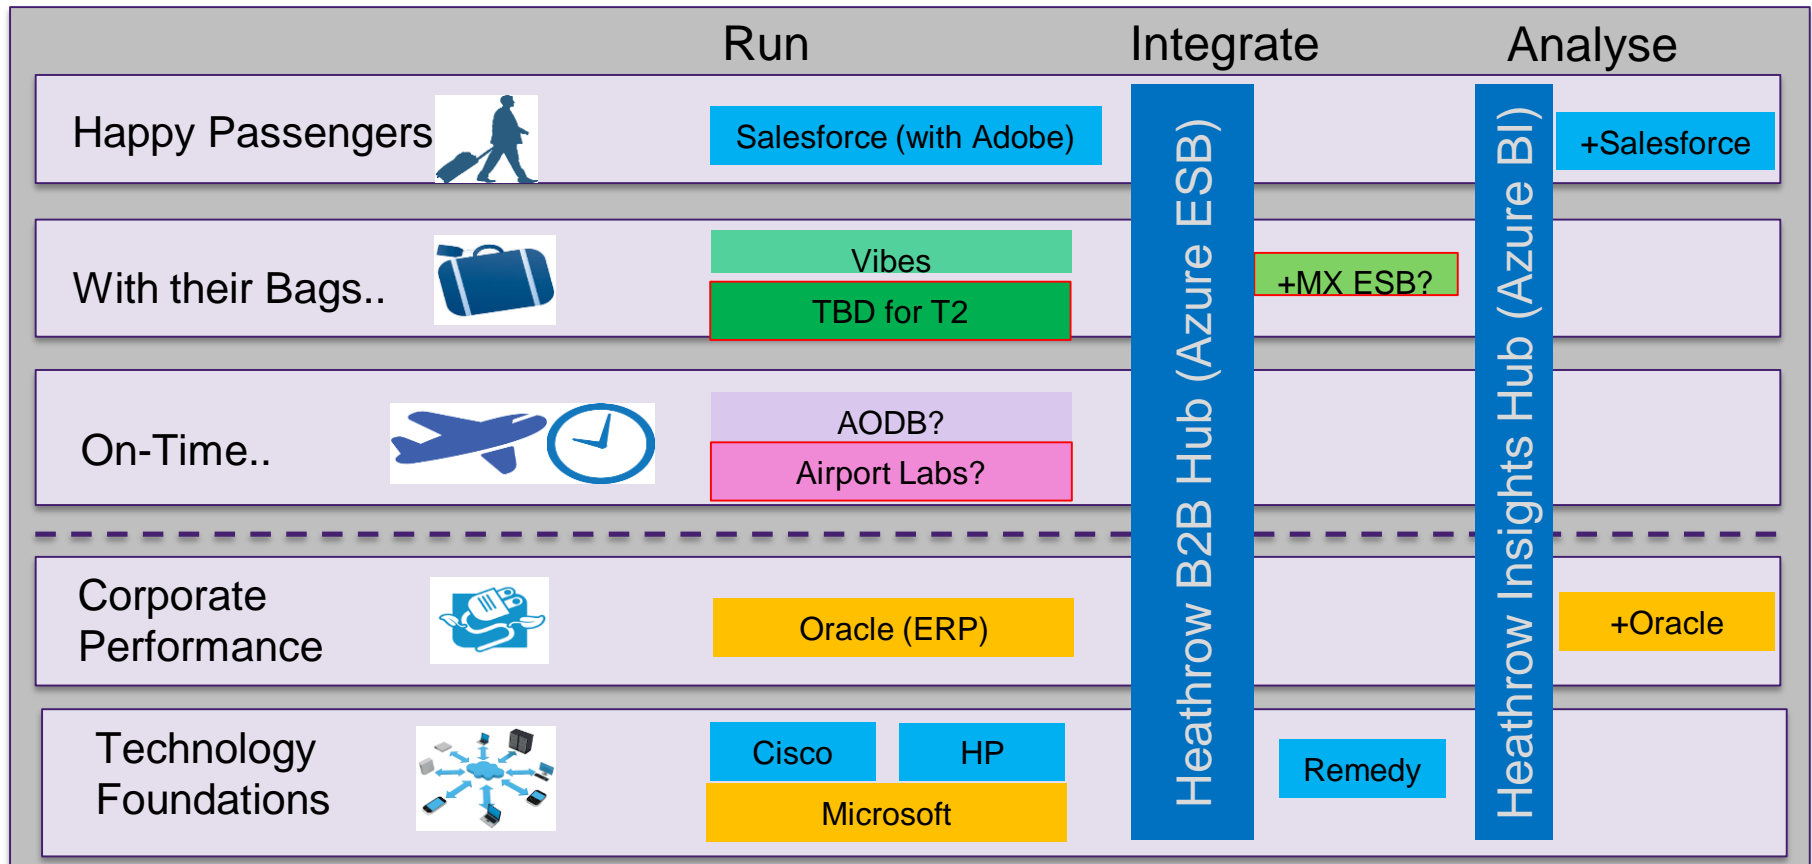 Run
Integrate
Analyse
Happy Passengers
Salesforce (with Adobe)
+Salesforce
With their Bags..
Vibes
TBD for T2
+MX ESB?
On-Time..
AODB?
Airport Labs?
Corporate
Performance
Oracle (ERP)
+Oracle
Technology
Foundations
Cisco
HP
Microsoft
Remedy
Heathrow B2B Hub (Azure ESB)
Heathrow Insights Hub (Azure BI)